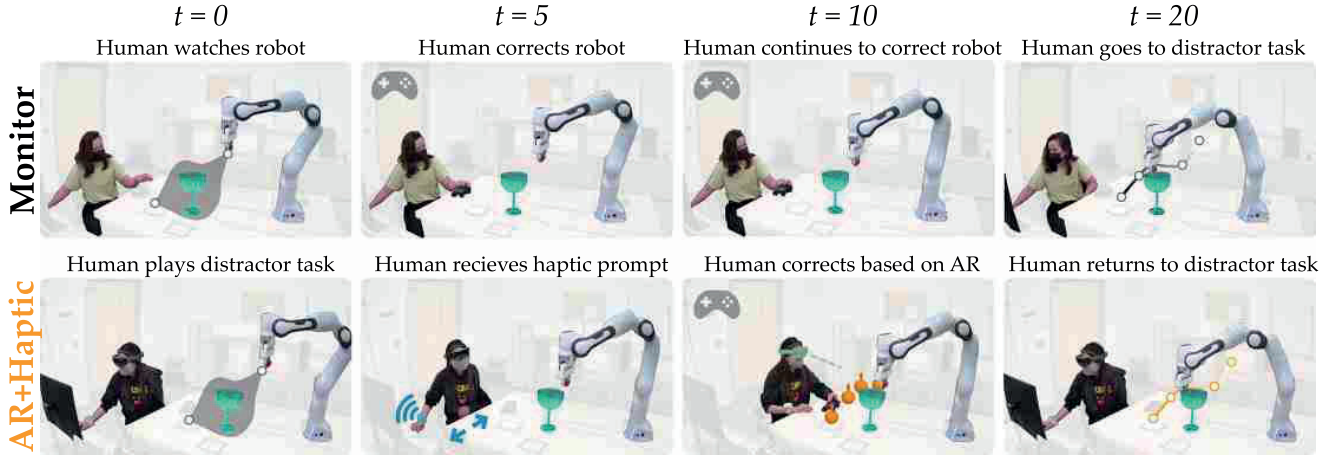 t = 0
t = 5
t = 10
t = 20
Human watches robot
Human corrects robot
Human continues to correct robot
Human goes to distractor task
Monitor
Human plays distractor task
Human recieves haptic prompt
Human corrects based on AR
Human returns to distractor task
AR+Haptic